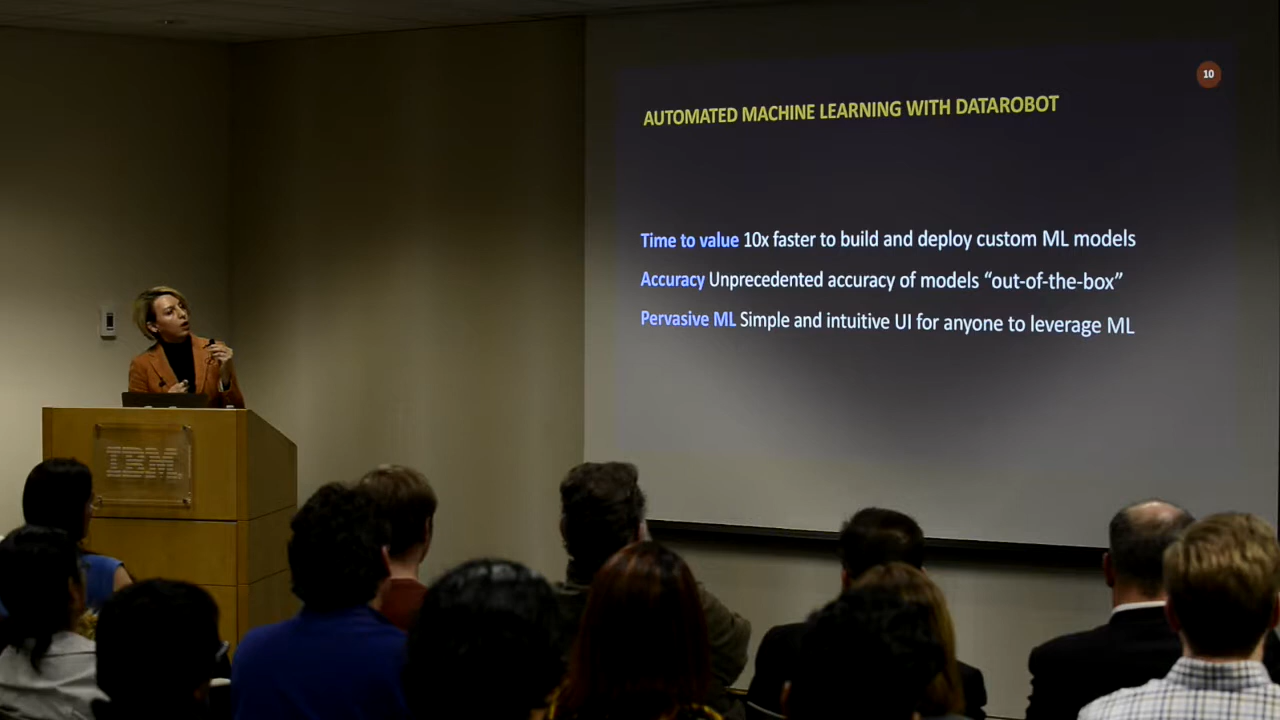 10
AUTOMATED MACHINE LEARNING WITH DATAROBOT
Time to value 10x faster to build and deploy custom ML models
Accuracy Unprecedented accuracy of models “out-of-the-box”
Pervasive ML Simple and intuitive UI for anyone to leverage ML
IBM